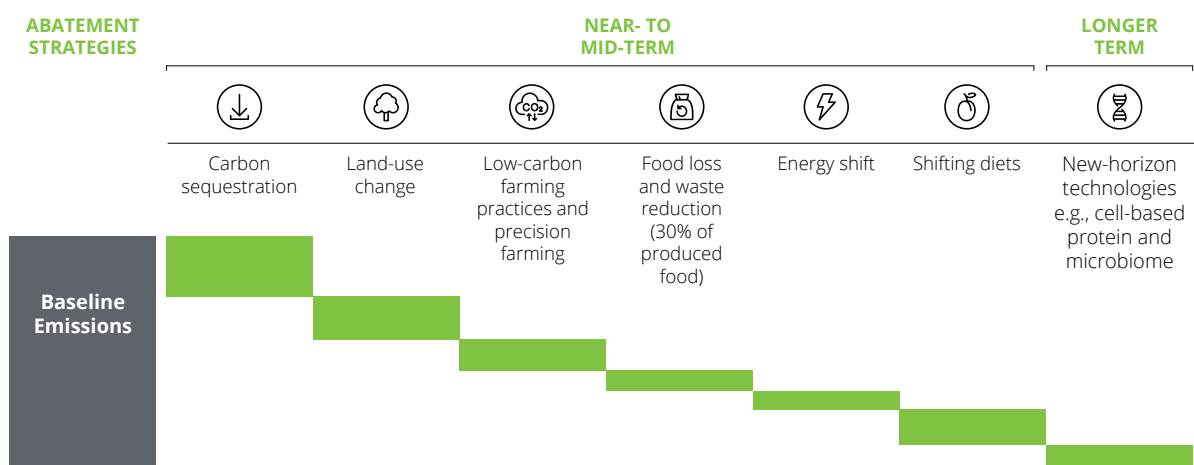 ABATEMENT
STRATEGIES
NEAR- TO
MID-TERM
LONGER
TERM
CO₂
Carbon
sequestration
Land-use
change
Low-carbon
farming
practices and
precision
farming
Food loss
and waste
reduction
(30% of
produced
food)
Energy shift
Shifting diets
New-horizon
technologies
e.g., cell-based
protein and
microbiome
Baseline
Emissions